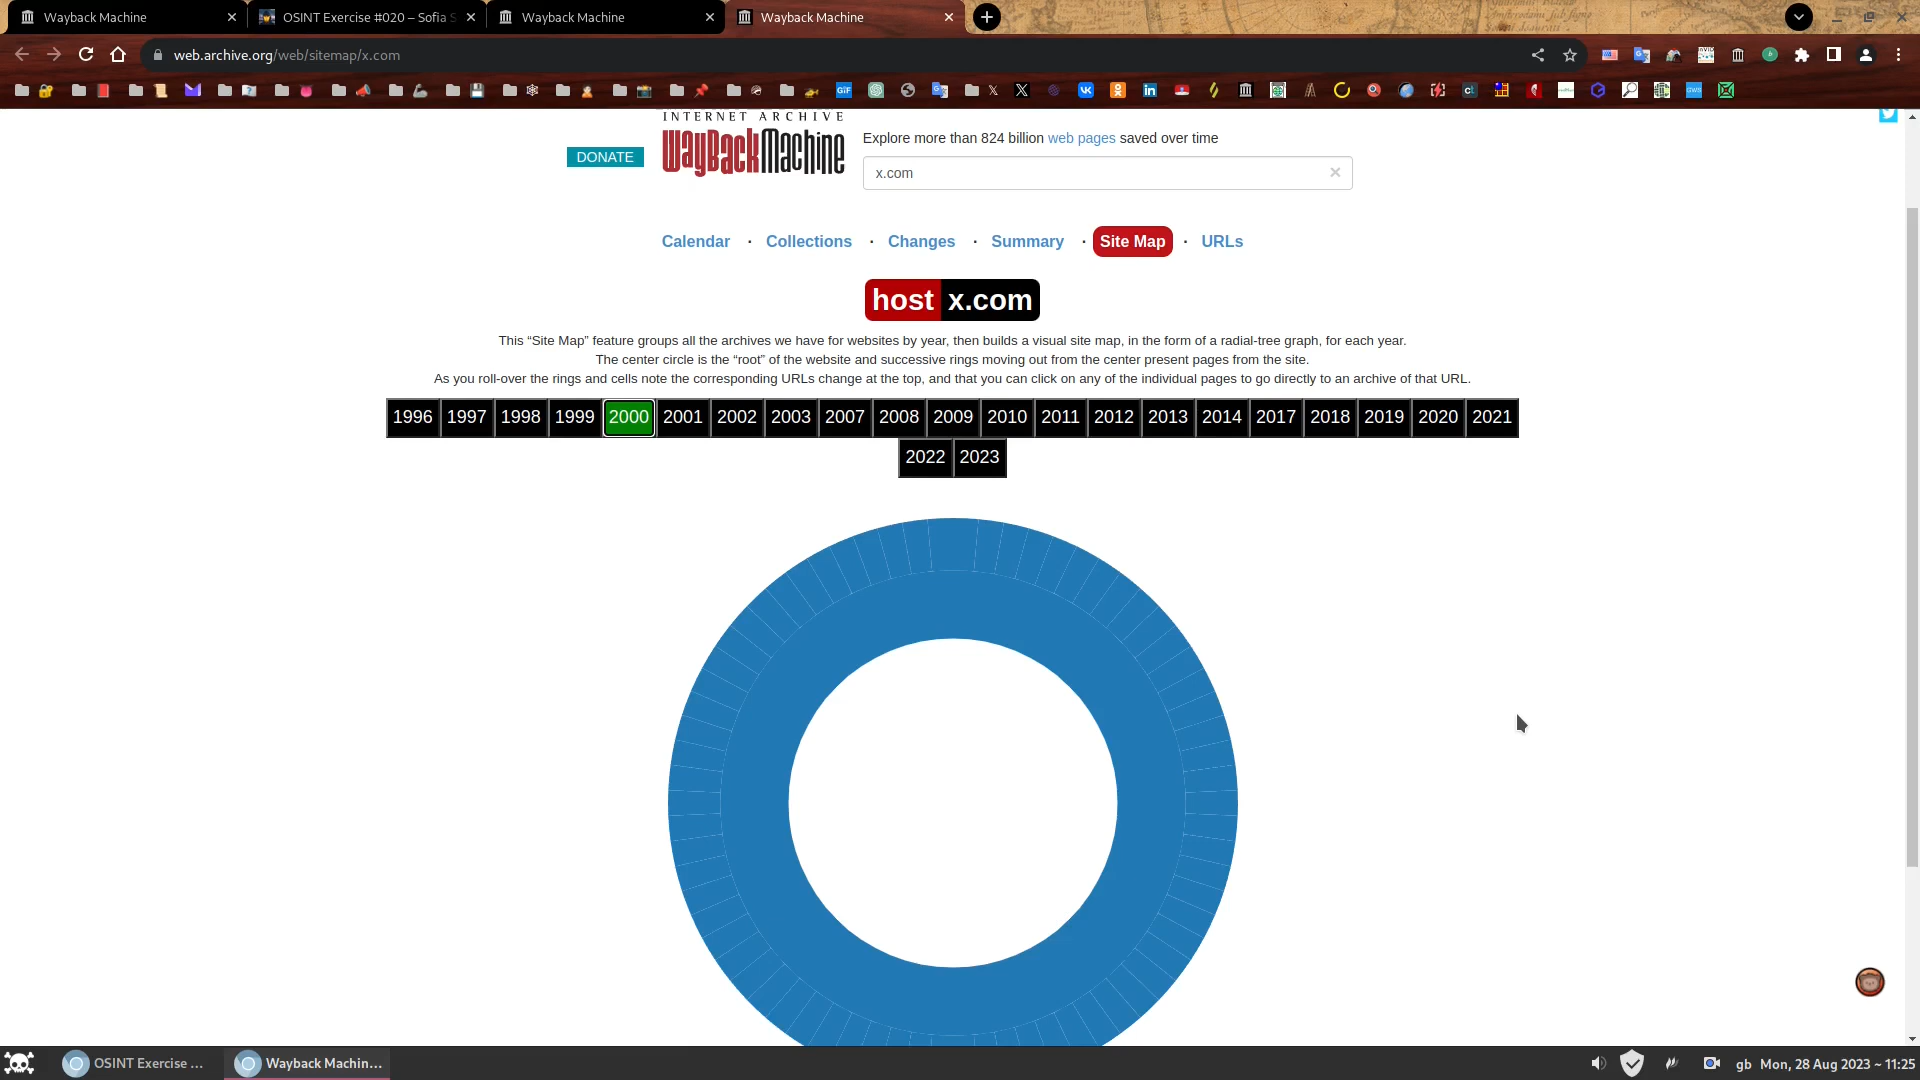 Wayback Machine
OSINT Exercise #020 – Sofia S
Wayback Machine
Wayback Machine
web.archive.org/web/sitemap/x.com
INTERNET ARCHIVE
DONATE
WayBackMachine
Explore more than 824 billion web pages saved over time
x.com
Calendar · Collections · Changes · Summary · Site Map · URLs
host x.com
This “Site Map” feature groups all the archives we have for websites by year, then builds a visual site map, in the form of a radial-tree graph, for each year.
The center circle is the “root” of the website and successive rings moving out from the center present pages from the site.
As you roll-over the rings and cells note the corresponding URLs change at the top, and that you can click on any of the individual pages to go directly to an archive of that URL.
1996 1997 1998 1999 2000 2001 2002 2003 2007 2008 2009 2010 2011 2012 2013 2014 2017 2018 2019 2020 2021
2022 2023
OSINT Exercise ...
Wayback Machin...
gb Mon, 28 Aug 2023 ~ 11:25